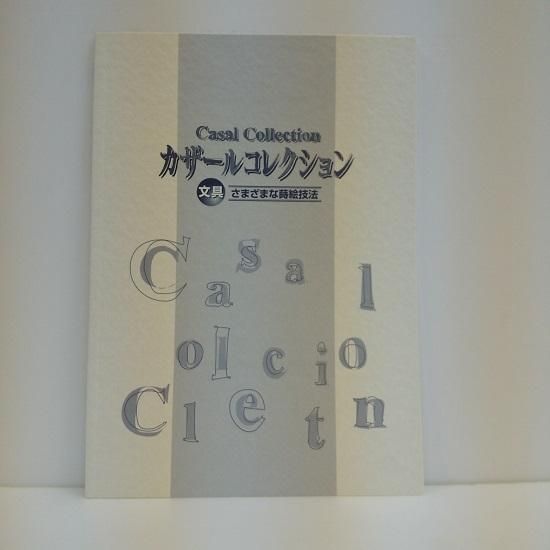 Casal Collection
カザールコレクション
文具 さまざまな蒔絵技法
C a s a l
o l c i o
C l e t n